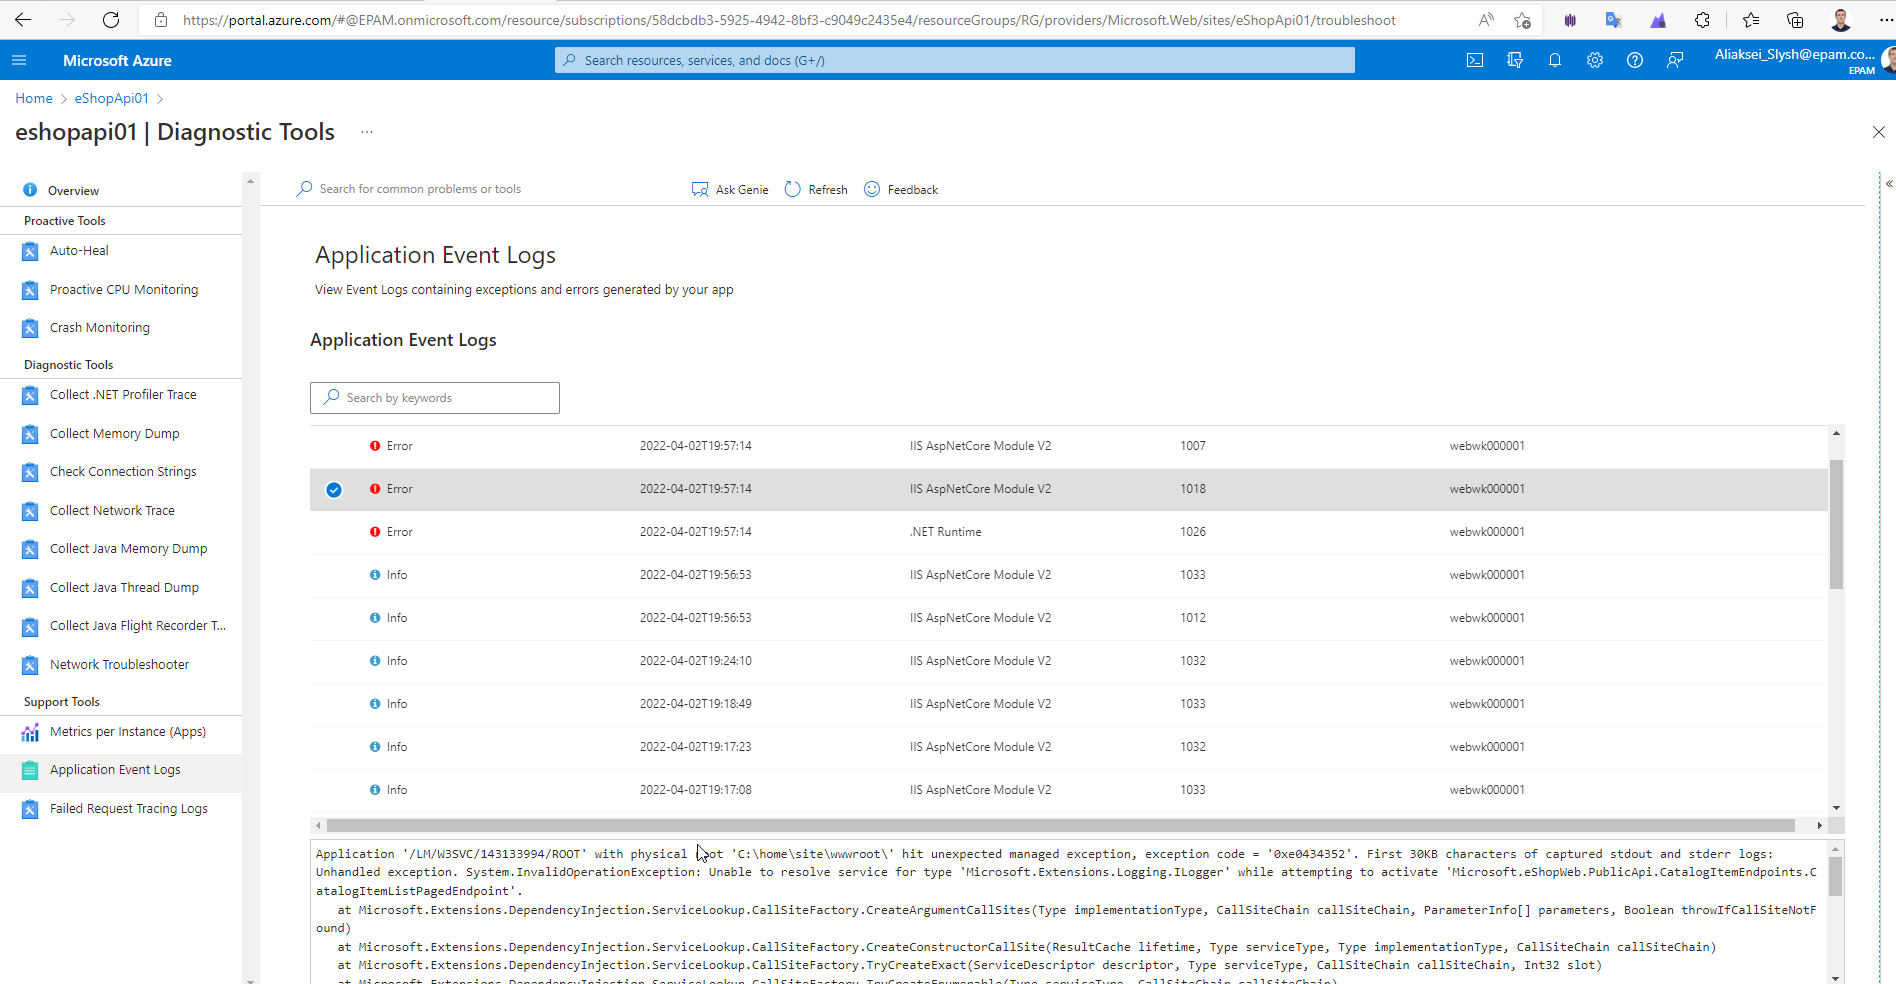 https://portal.azure.com/#@EPAM.onmicrosoft.com/resource/subscriptions/58dcbdb3-5925-4942-8bf3-c9049c2435e4/resourceGroups/RG/providers/Microsoft.Web/sites/eShopApi01/troubleshoot
Microsoft Azure
Search resources, services, and docs (G+/)
Aliaksei_Slysh@epam.co...
EPAM
Home > eShopApi01 >
eshopapi01 | Diagnostic Tools ...
Overview
Proactive Tools
Auto-Heal
Proactive CPU Monitoring
Crash Monitoring
Diagnostic Tools
Collect .NET Profiler Trace
Collect Memory Dump
Check Connection Strings
Collect Network Trace
Collect Java Memory Dump
Collect Java Thread Dump
Collect Java Flight Recorder T...
Network Troubleshooter
Support Tools
Metrics per Instance (Apps)
Application Event Logs
Failed Request Tracing Logs
Search for common problems or tools Ask Genie Refresh Feedback
Application Event Logs
View Event Logs containing exceptions and errors generated by your app
Application Event Logs
Search by keywords
Error 2022-04-02T19:57:14 IIS AspNetCore Module V2 1007 webwk000001
Error 2022-04-02T19:57:14 IIS AspNetCore Module V2 1018 webwk000001
Error 2022-04-02T19:57:14 .NET Runtime 1026 webwk000001
Info 2022-04-02T19:56:53 IIS AspNetCore Module V2 1033 webwk000001
Info 2022-04-02T19:56:53 IIS AspNetCore Module V2 1012 webwk000001
Info 2022-04-02T19:24:10 IIS AspNetCore Module V2 1032 webwk000001
Info 2022-04-02T19:18:49 IIS AspNetCore Module V2 1033 webwk000001
Info 2022-04-02T19:17:23 IIS AspNetCore Module V2 1032 webwk000001
Info 2022-04-02T19:17:08 IIS AspNetCore Module V2 1033 webwk000001
Application '/LM/W3SVC/143133994/ROOT' with physical root 'C:\home\site\wwwroot\' hit unexpected managed exception, exception code = '0xe0434352'. First 30KB characters of captured stdout and stderr logs:
Unhandled exception. System.InvalidOperationException: Unable to resolve service for type 'Microsoft.Extensions.Logging.ILogger' while attempting to activate 'Microsoft.eShopWeb.PublicApi.CatalogItemEndpoints.C
atalogItemListPagedEndpoint'.
at Microsoft.Extensions.DependencyInjection.ServiceLookup.CallSiteFactory.CreateArgumentCallSites(Type implementationType, CallSiteChain callSiteChain, ParameterInfo[] parameters, Boolean throwIfCallSiteNotF
ound)
at Microsoft.Extensions.DependencyInjection.ServiceLookup.CallSiteFactory.CreateConstructorCallSite(ResultCache lifetime, Type serviceType, Type implementationType, CallSiteChain callSiteChain)
at Microsoft.Extensions.DependencyInjection.ServiceLookup.CallSiteFactory.TryCreateExact(ServiceDescriptor descriptor, Type serviceType, CallSiteChain callSiteChain, Int32 slot)
at Microsoft.Extensions.DependencyInjection.ServiceLookup.CallSiteFactory.TryCreateEnumerable(Type serviceType, CallSiteChain callSiteChain)